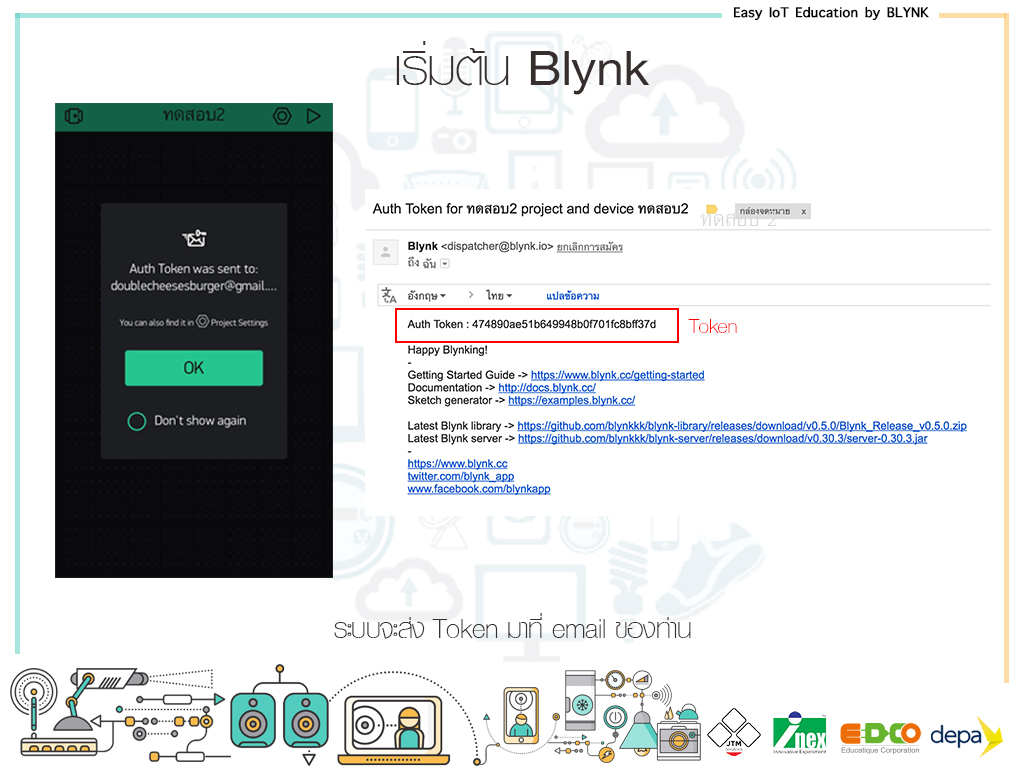 Easy IoT Education by BLYNK
เริ่มต้น Blynk
ทดสอบ2
Auth Token was sent to:
doublecheesesburger@gmail....
You can also find it in Project Settings
OK
Don't show again
Auth Token for ทดสอบ2 project and device ทดสอบ2
กล่องจดหมาย x
ทดสอบ 2
Blynk <dispatcher@blynk.io> ยกเลิกการสมัคร
ถึง ฉัน
อังกฤษ > ไทย แปลข้อความ
Auth Token : 474890ae51b649948b0f701fc8bff37d
Token
Happy Blynking!
-
Getting Started Guide -> https://www.blynk.cc/getting-started
Documentation -> http://docs.blynk.cc/
Sketch generator -> https://examples.blynk.cc/
Latest Blynk library -> https://github.com/blynkkk/blynk-library/releases/download/v0.5.0/Blynk_Release_v0.5.0.zip
Latest Blynk server -> https://github.com/blynkkk/blynk-server/releases/download/v0.30.3/server-0.30.3.jar
-
https://www.blynk.cc
twitter.com/blynk_app
www.facebook.com/blynkapp
ระบบจะส่ง Token มาที่ email ของท่าน
JTM
inex
Innovative Experiment
EDCO
Educatique Corporation
depa